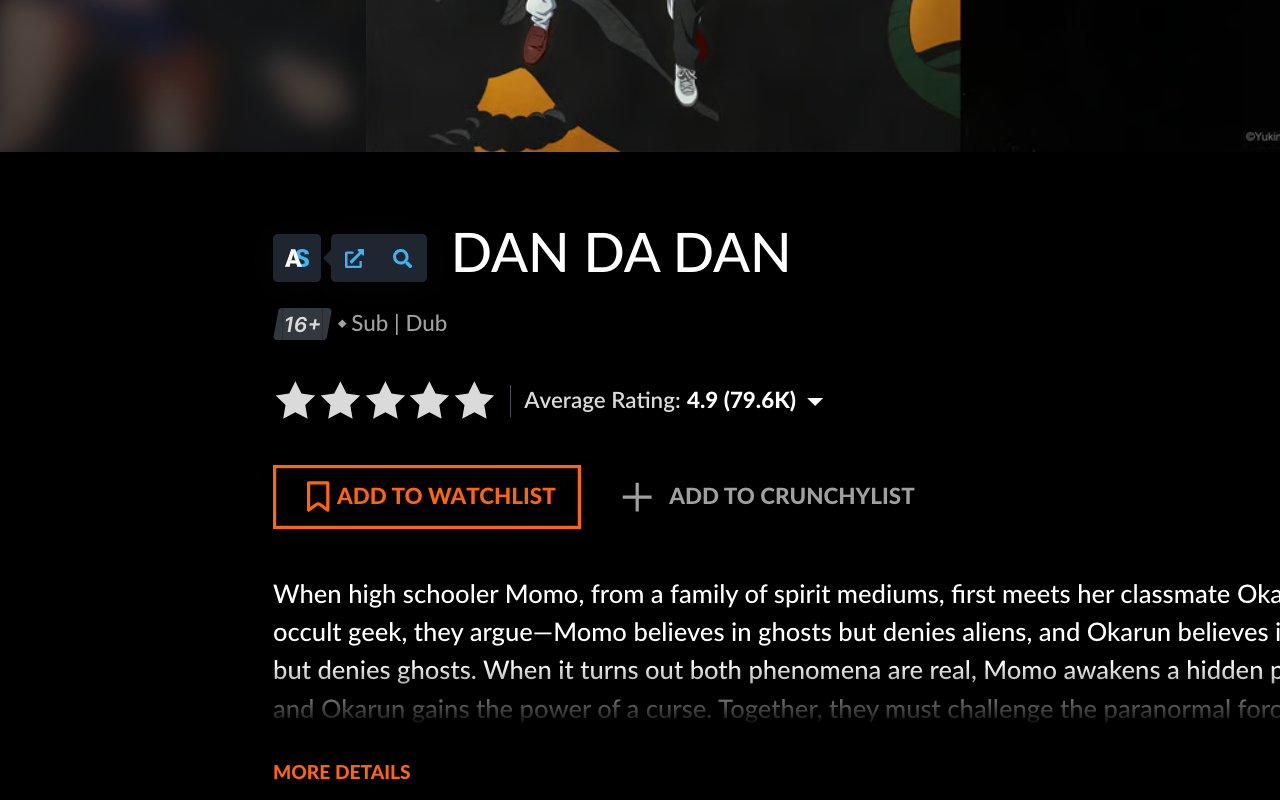 ©Yukin
AS
DAN DA DAN
16+ ◆ Sub | Dub
Average Rating: 4.9 (79.6K)
ADD TO WATCHLIST
ADD TO CRUNCHYLIST
When high schooler Momo, from a family of spirit mediums, first meets her classmate Oka
occult geek, they argue—Momo believes in ghosts but denies aliens, and Okarun believes i
but denies ghosts. When it turns out both phenomena are real, Momo awakens a hidden p
and Okarun gains the power of a curse. Together, they must challenge the paranormal forc
MORE DETAILS